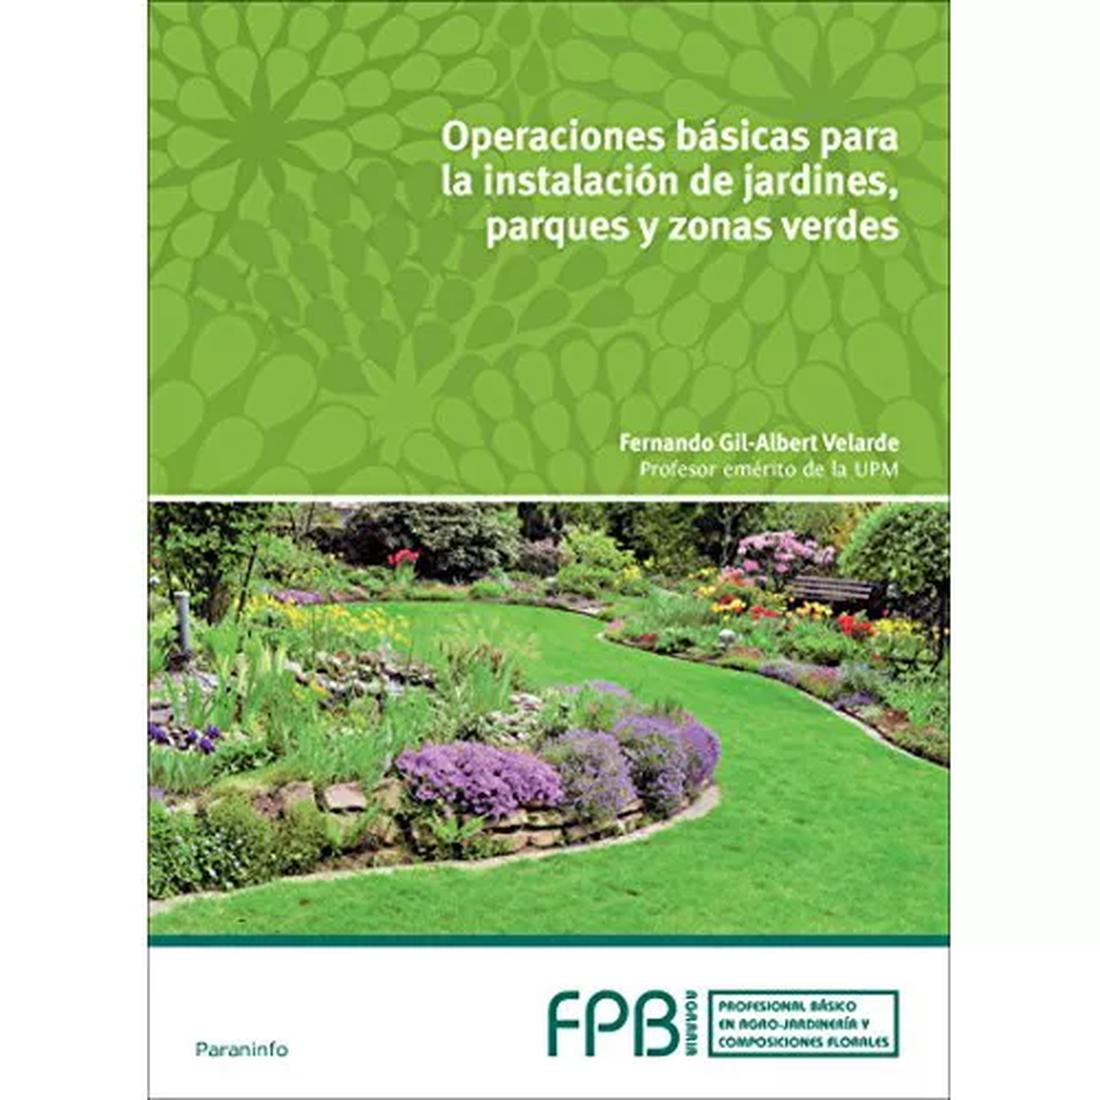 Operaciones básicas para
la instalación de jardines,
parques y zonas verdes
Fernando Gil-Albert Velarde
Profesor emérito de la UPM
Paraninfo
FPB
AGRARIA
PROFESIONAL BÁSICO
EN AGRO-JARDINERÍA Y
COMPOSICIONES FLORALES